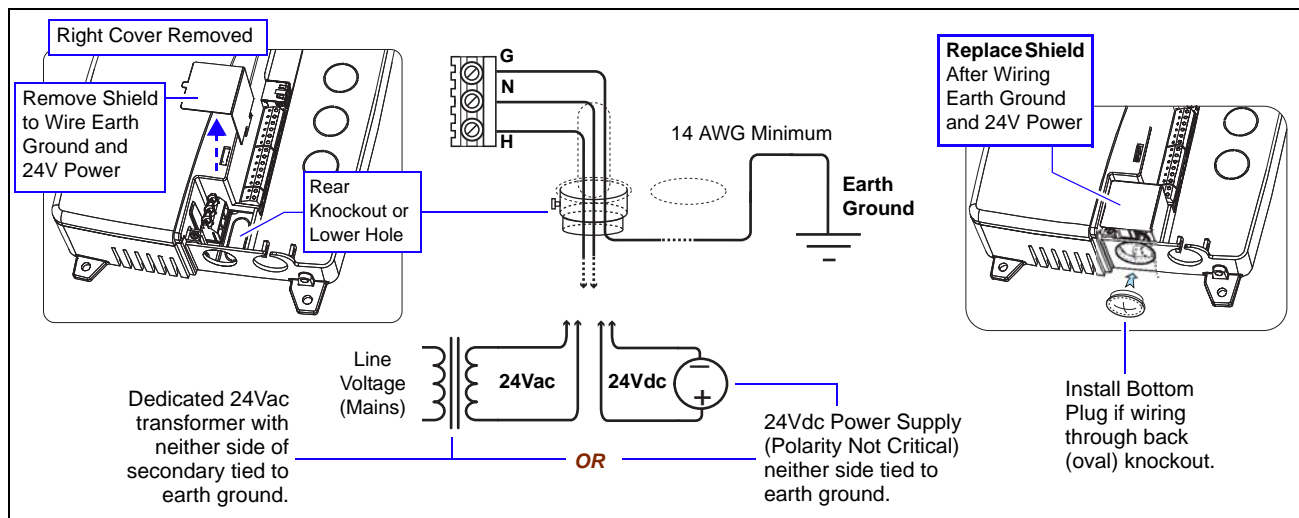 Right Cover Removed
Remove Shield
to Wire Earth
Ground and
24V Power
Rear
Knockout or
Lower Hole
G
N
H
14 AWG Minimum
Earth
Ground
Replace Shield
After Wiring
Earth Ground
and 24V Power
Line
Voltage
(Mains)
24Vac
24Vdc
Dedicated 24Vac
transformer with
neither side of
secondary tied to
earth ground.
OR
24Vdc Power Supply
(Polarity Not Critical)
neither side tied to
earth ground.
Install Bottom
Plug if wiring
through back
(oval) knockout.